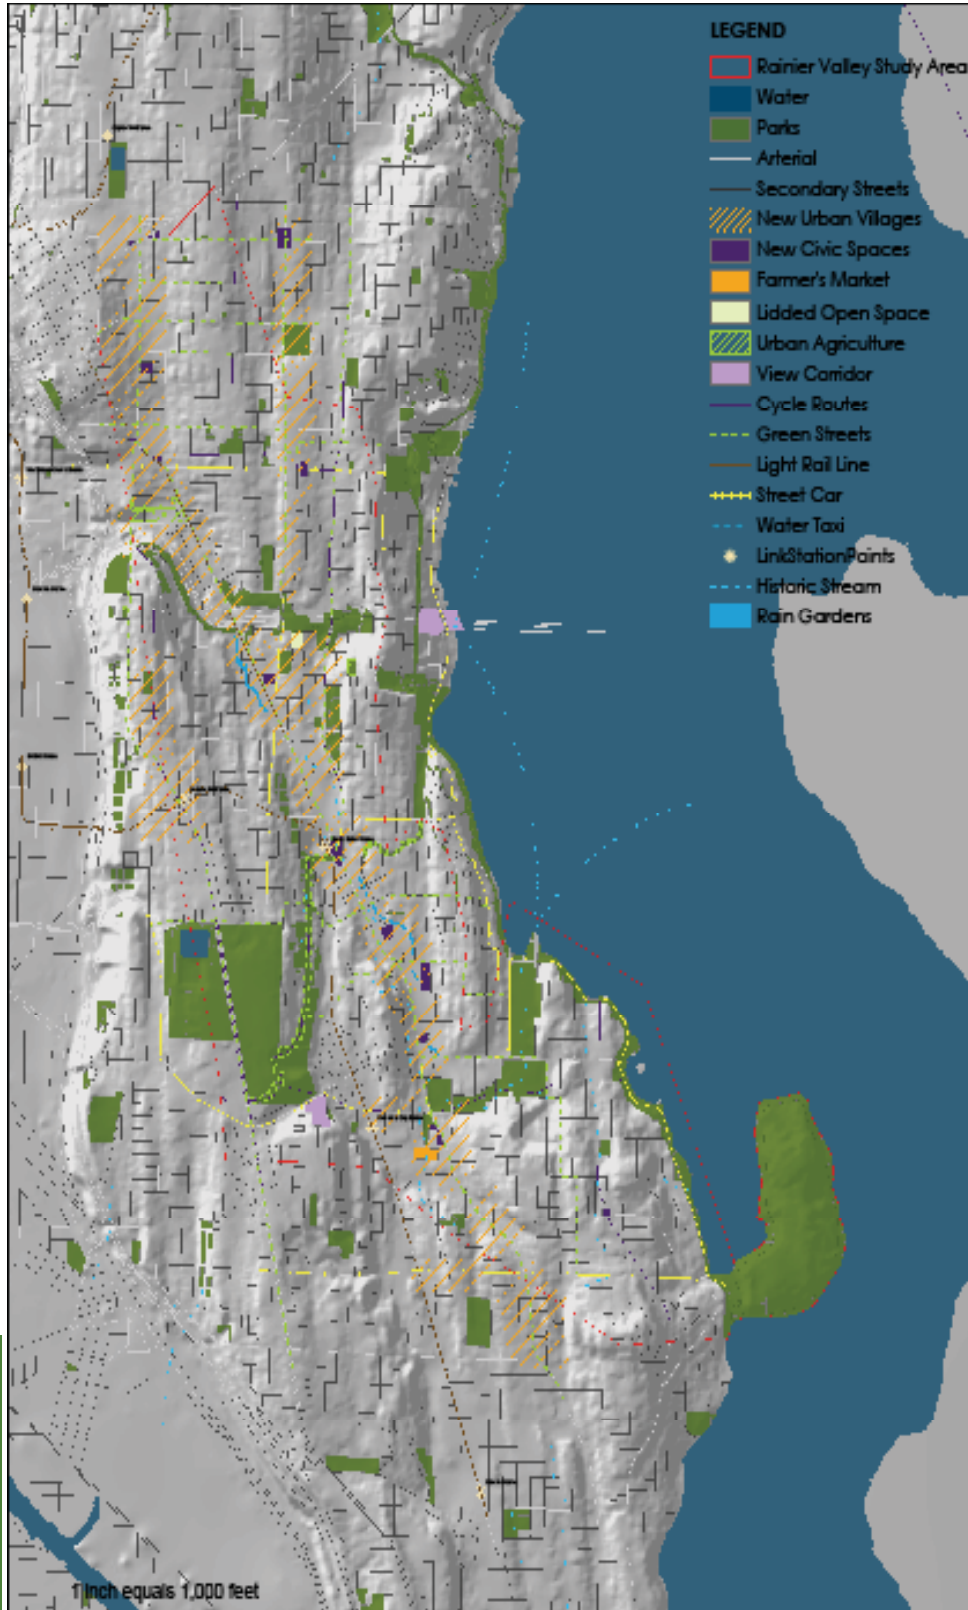 LEGEND
Rainier Valley Study Area
Water
Parks
Arterial
Secondary Streets
New Urban Villages
New Civic Spaces
Farmer's Market
Lidded Open Space
Urban Agriculture
View Corridor
Cycle Routes
Green Streets
Light Rail Line
Street Car
Water Taxi
LinkStationPoints
Historic Stream
Rain Gardens
1 inch equals 1,000 feet